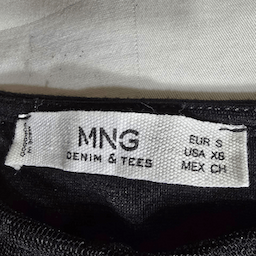 MNG
DENIM & TEES
EUR S
USA XS
MEX CH